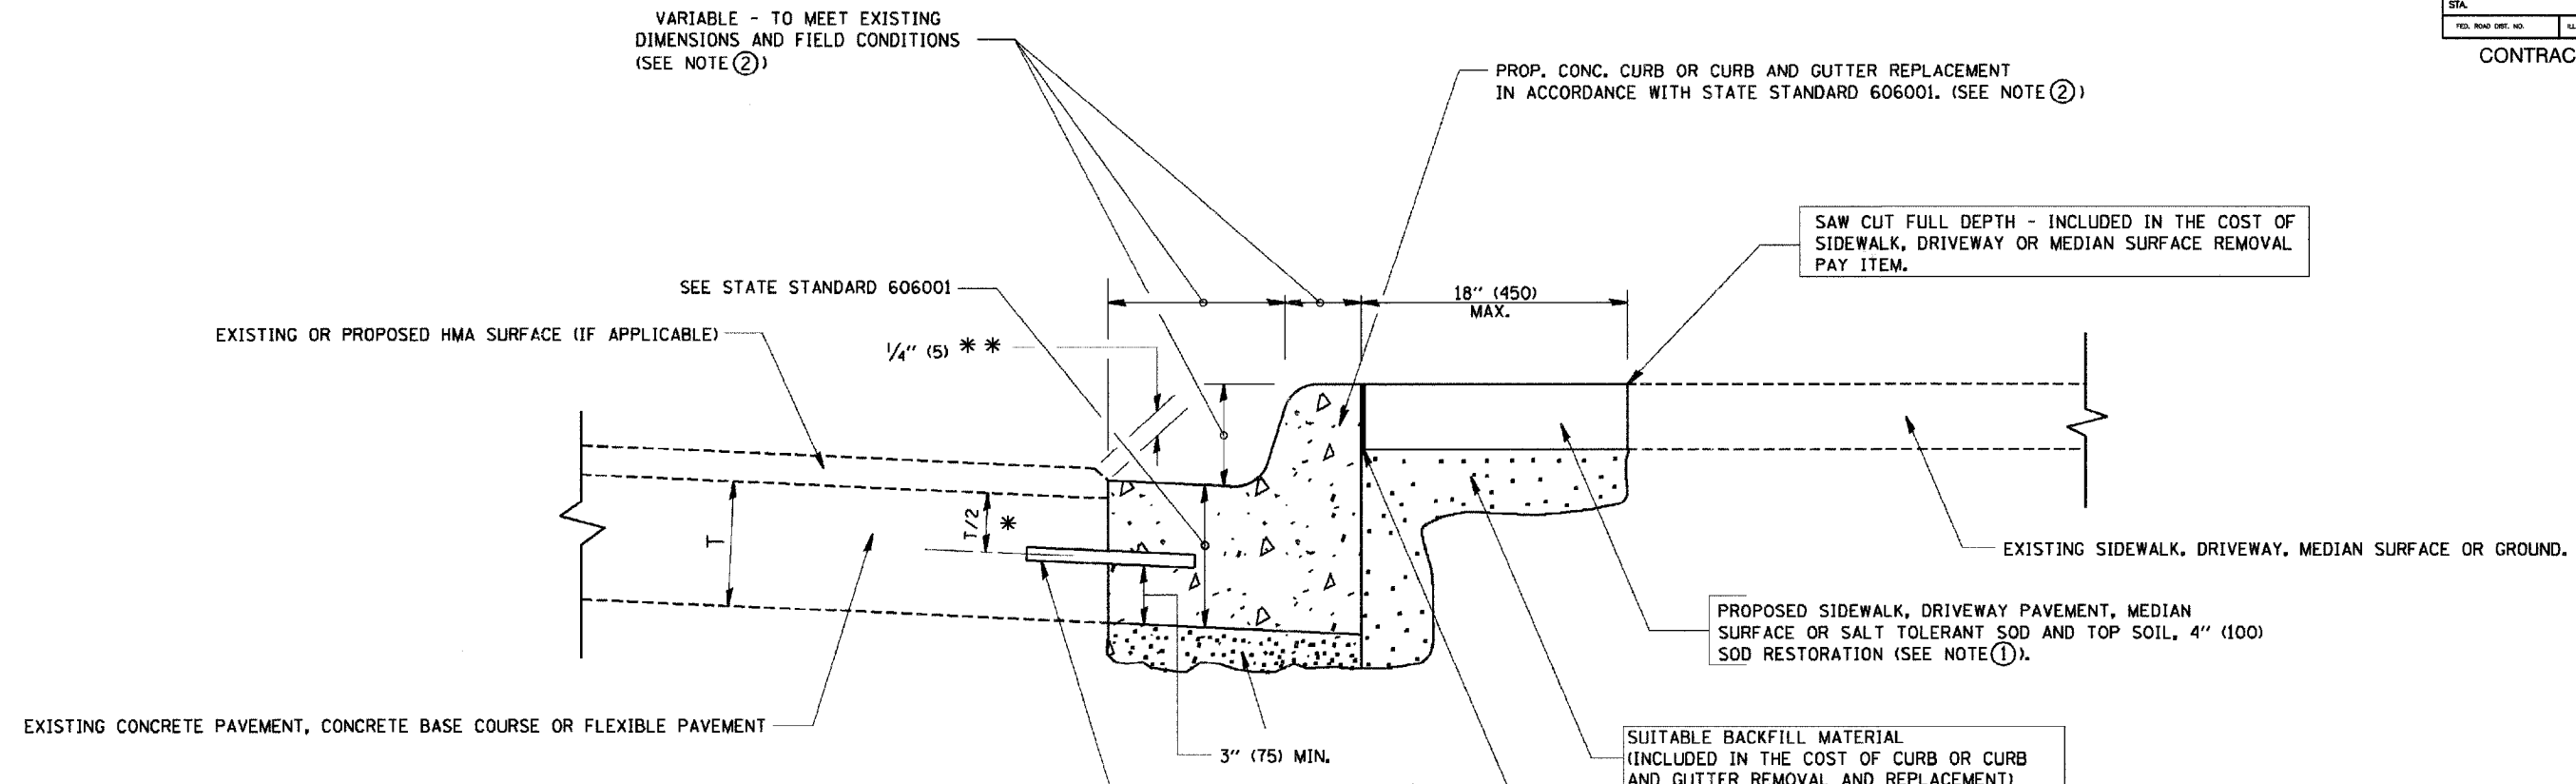 VARIABLE - TO MEET EXISTING
DIMENSIONS AND FIELD CONDITIONS
(SEE NOTE ②)
STA.
FED. ROAD DIST. NO.
CONTRAC
PROP. CONC. CURB OR CURB AND GUTTER REPLACEMENT
IN ACCORDANCE WITH STATE STANDARD 606001. (SEE NOTE ②)
SAW CUT FULL DEPTH - INCLUDED IN THE COST OF
SIDEWALK, DRIVEWAY OR MEDIAN SURFACE REMOVAL
PAY ITEM.
SEE STATE STANDARD 606001
18" (450)
MAX.
EXISTING OR PROPOSED HMA SURFACE (IF APPLICABLE)
1/4" (5) * *
T
T/2 *
EXISTING SIDEWALK, DRIVEWAY, MEDIAN SURFACE OR GROUND.
PROPOSED SIDEWALK, DRIVEWAY PAVEMENT, MEDIAN
SURFACE OR SALT TOLERANT SOD AND TOP SOIL, 4" (100)
SOD RESTORATION (SEE NOTE ①).
EXISTING CONCRETE PAVEMENT, CONCRETE BASE COURSE OR FLEXIBLE PAVEMENT
3" (75) MIN.
SUITABLE BACKFILL MATERIAL
(INCLUDED IN THE COST OF CURB OR CURB
AND GUTTER REMOVAL AND REPLACEMENT)